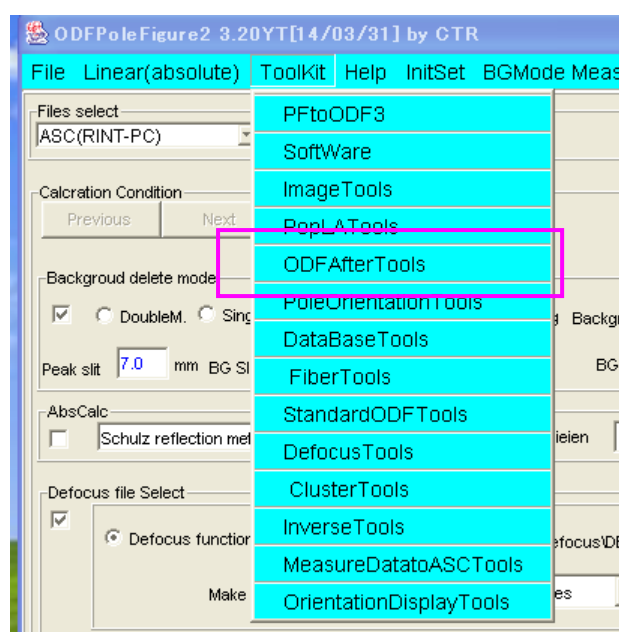 ODFPoleFigure2 3.20YT[14/03/31] by CTR
File Linear(absolute) ToolKit Help InitSet BGMode Meas
Files select
ASC(RINT-PC)
Calcration Condition
Previous Next
Backgroud delete mode
DoubleM. Sing
Backgr
Peak slit 7.0 mm BG Sl
BG
AbsCalc
Schulz reflection met
ieien
Defocus file Select
Defocus function
efocus\DE
Make
es
PFtoODF3
SoftWare
ImageTools
PopLATools
ODFAfterTools
PoleOrientationTools
DataBaseTools
FiberTools
StandardODFTools
DefocusTools
ClusterTools
InverseTools
MeasureDatatoASCTools
OrientationDisplayTools